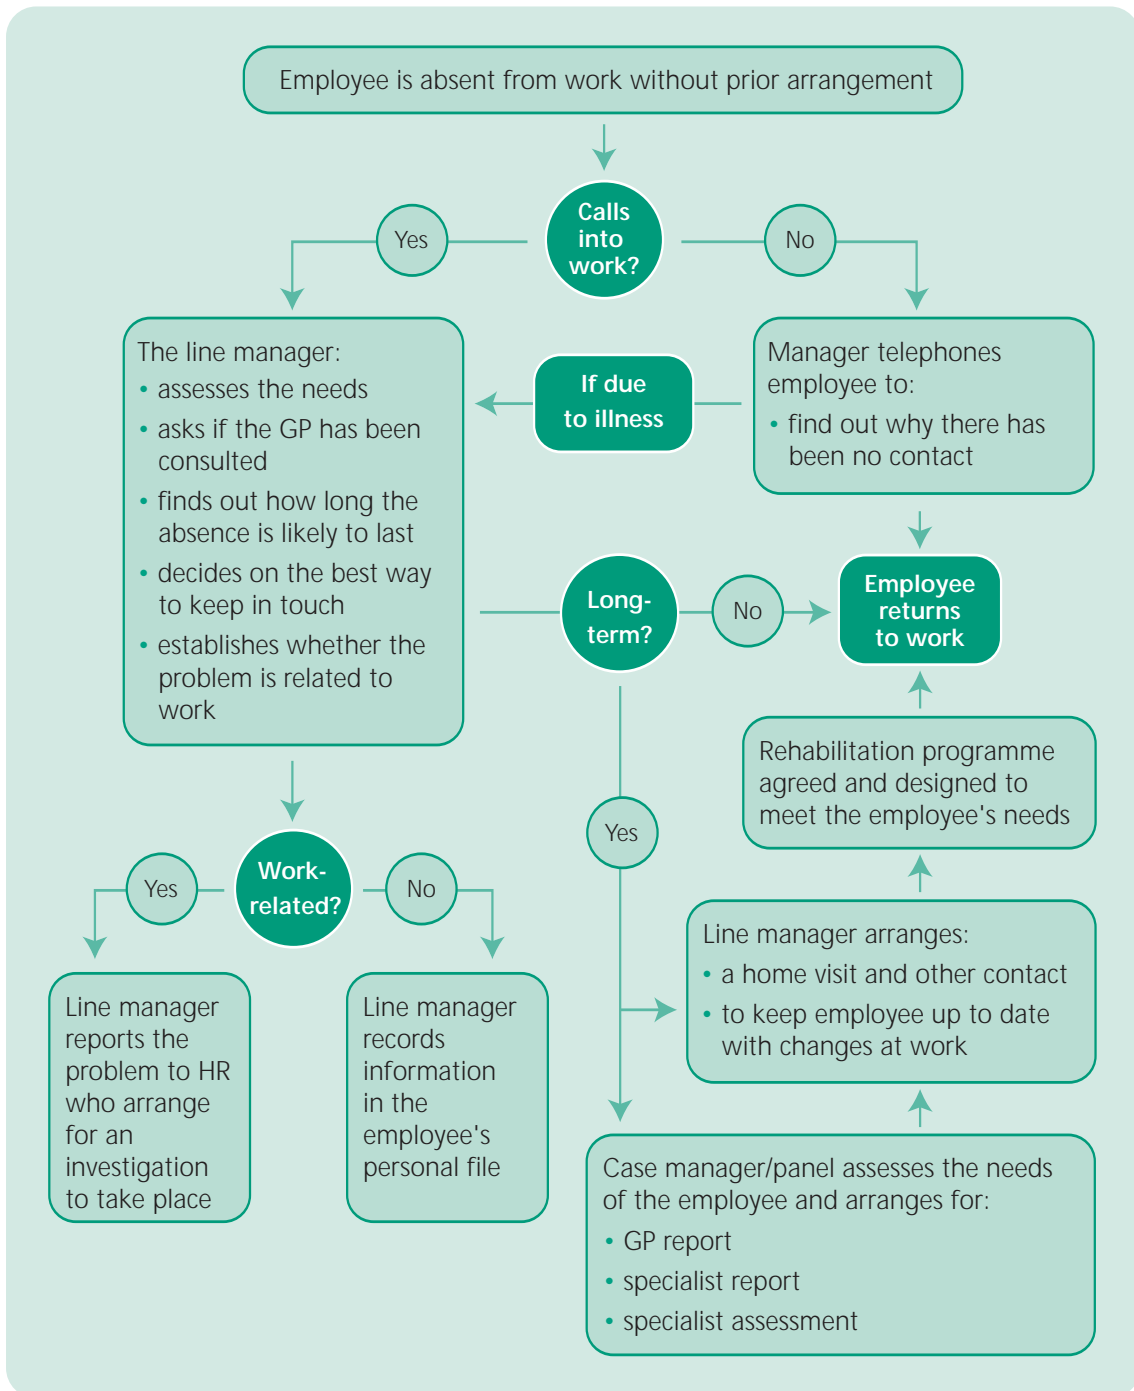 Employee is absent from work without prior arrangement
Calls
into
work?
Yes
No
The line manager:
• assesses the needs
• asks if the GP has been
consulted
• finds out how long the
absence is likely to last
• decides on the best way
to keep in touch
• establishes whether the
problem is related to
work
If due
to illness
Manager telephones
employee to:
• find out why there has
been no contact
Long-
term?
No
Employee
returns
to work
Rehabilitation programme
agreed and designed to
meet the employee's needs
Yes
Work-
related?
Yes
No
Line manager arranges:
• a home visit and other contact
• to keep employee up to date
with changes at work
Line manager
reports the
problem to HR
who arrange
for an
investigation
to take place
Line manager
records
information
in the
employee's
personal file
Case manager/panel assesses the needs
of the employee and arranges for:
• GP report
• specialist report
• specialist assessment